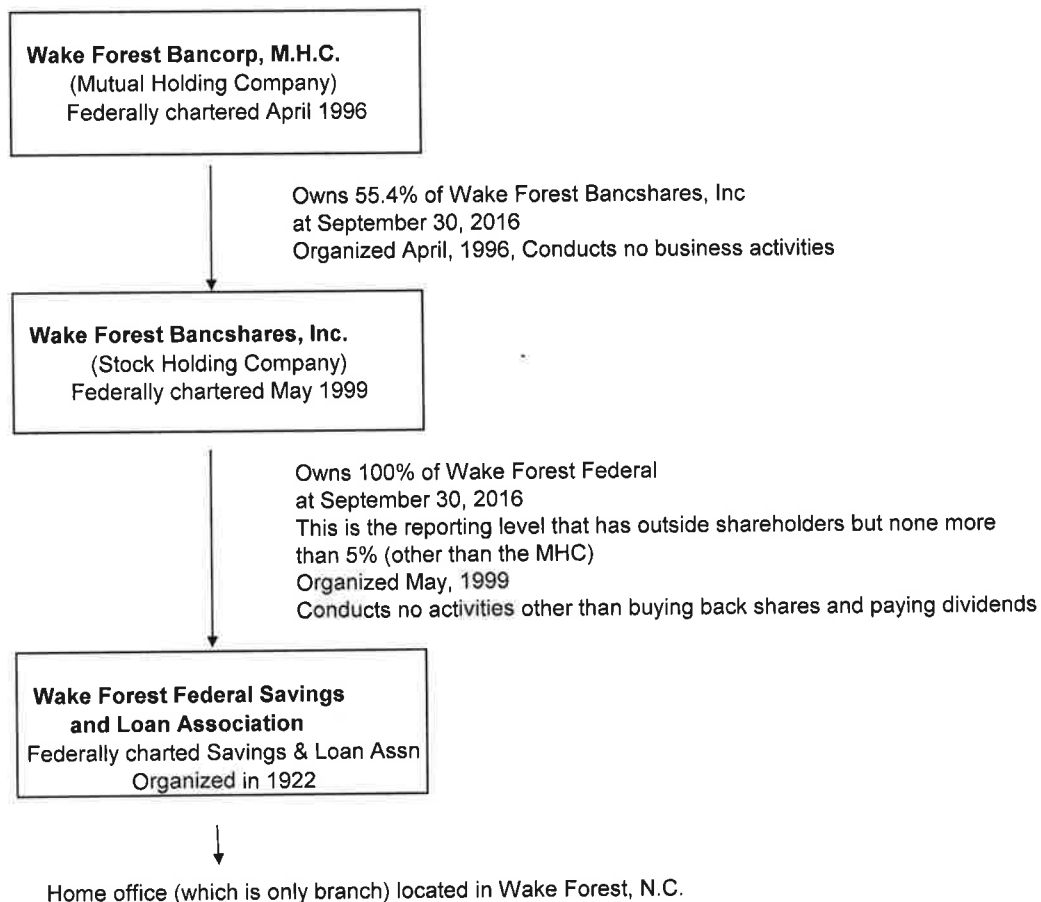 Wake Forest Bancorp, M.H.C.
(Mutual Holding Company)
Federally chartered April 1996
Owns 55.4% of Wake Forest Bancshares, Inc
at September 30, 2016
Organized April, 1996, Conducts no business activities
Wake Forest Bancshares, Inc.
(Stock Holding Company)
Federally chartered May 1999
Owns 100% of Wake Forest Federal
at September 30, 2016
This is the reporting level that has outside shareholders but none more
than 5% (other than the MHC)
Organized May, 1999
Conducts no activities other than buying back shares and paying dividends
Wake Forest Federal Savings
and Loan Association
Federally charted Savings & Loan Assn
Organized in 1922
Home office (which is only branch) located in Wake Forest, N.C.